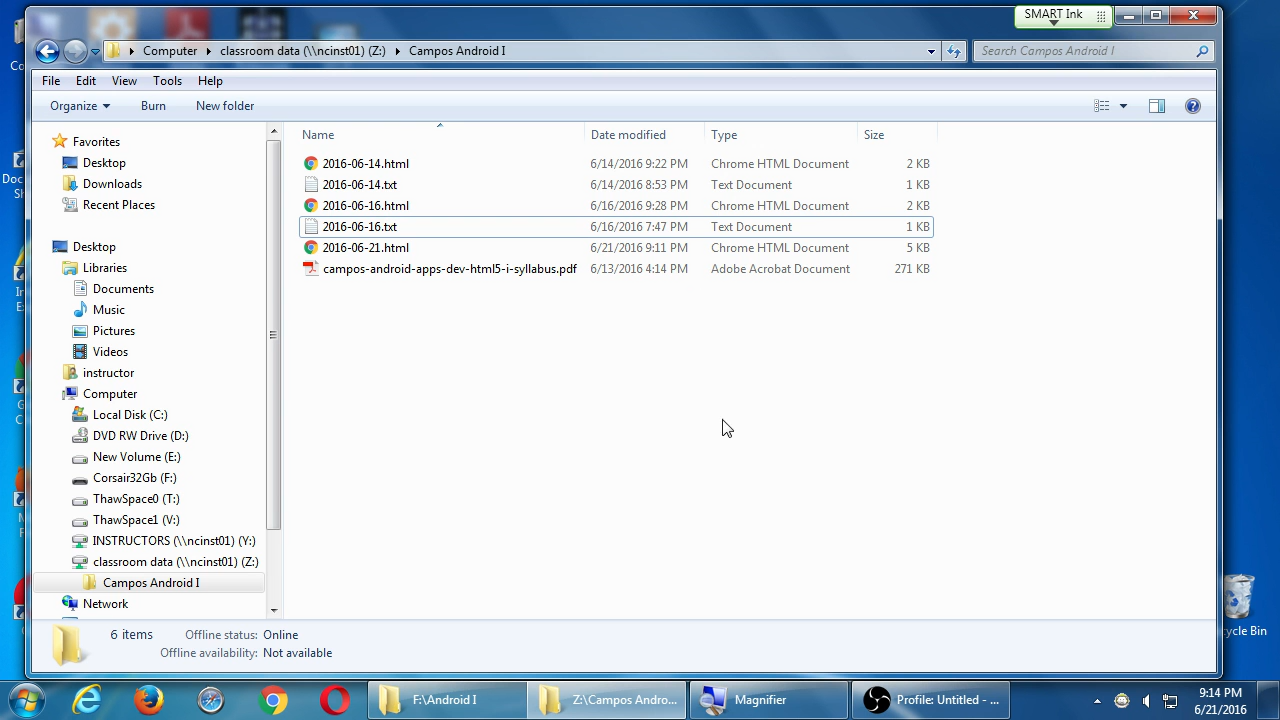 SMART Ink
Computer classroom data (\\ncinst01) (Z:) Campos Android I
Search Campos Android I
File Edit View Tools Help
Organize Burn New folder
Name Date modified Type Size
2016-06-14.html 6/14/2016 9:22 PM Chrome HTML Document 2 KB
2016-06-14.txt 6/14/2016 8:53 PM Text Document 1 KB
2016-06-16.html 6/16/2016 9:28 PM Chrome HTML Document 2 KB
2016-06-16.txt 6/16/2016 7:47 PM Text Document 1 KB
2016-06-21.html 6/21/2016 9:11 PM Chrome HTML Document 5 KB
campos-android-apps-dev-html5-i-syllabus.pdf 6/13/2016 4:14 PM Adobe Acrobat Document 271 KB
Favorites
Desktop
Downloads
Recent Places
Desktop
Libraries
Documents
Music
Pictures
Videos
instructor
Computer
Local Disk (C:)
DVD RW Drive (D:)
New Volume (E:)
Corsair32Gb (F:)
ThawSpace0 (T:)
ThawSpace1 (V:)
INSTRUCTORS (\\ncinst01) (Y:)
classroom data (\\ncinst01) (Z:)
Campos Android I
Network
6 items Offline status: Online
Offline availability: Not available
Co
Doc
Sh
In
E
G
C
M
F
cycle Bin
F:\Android I
Z:\Campos Andro...
Magnifier
Profile: Untitled - ...
9:14 PM
6/21/2016